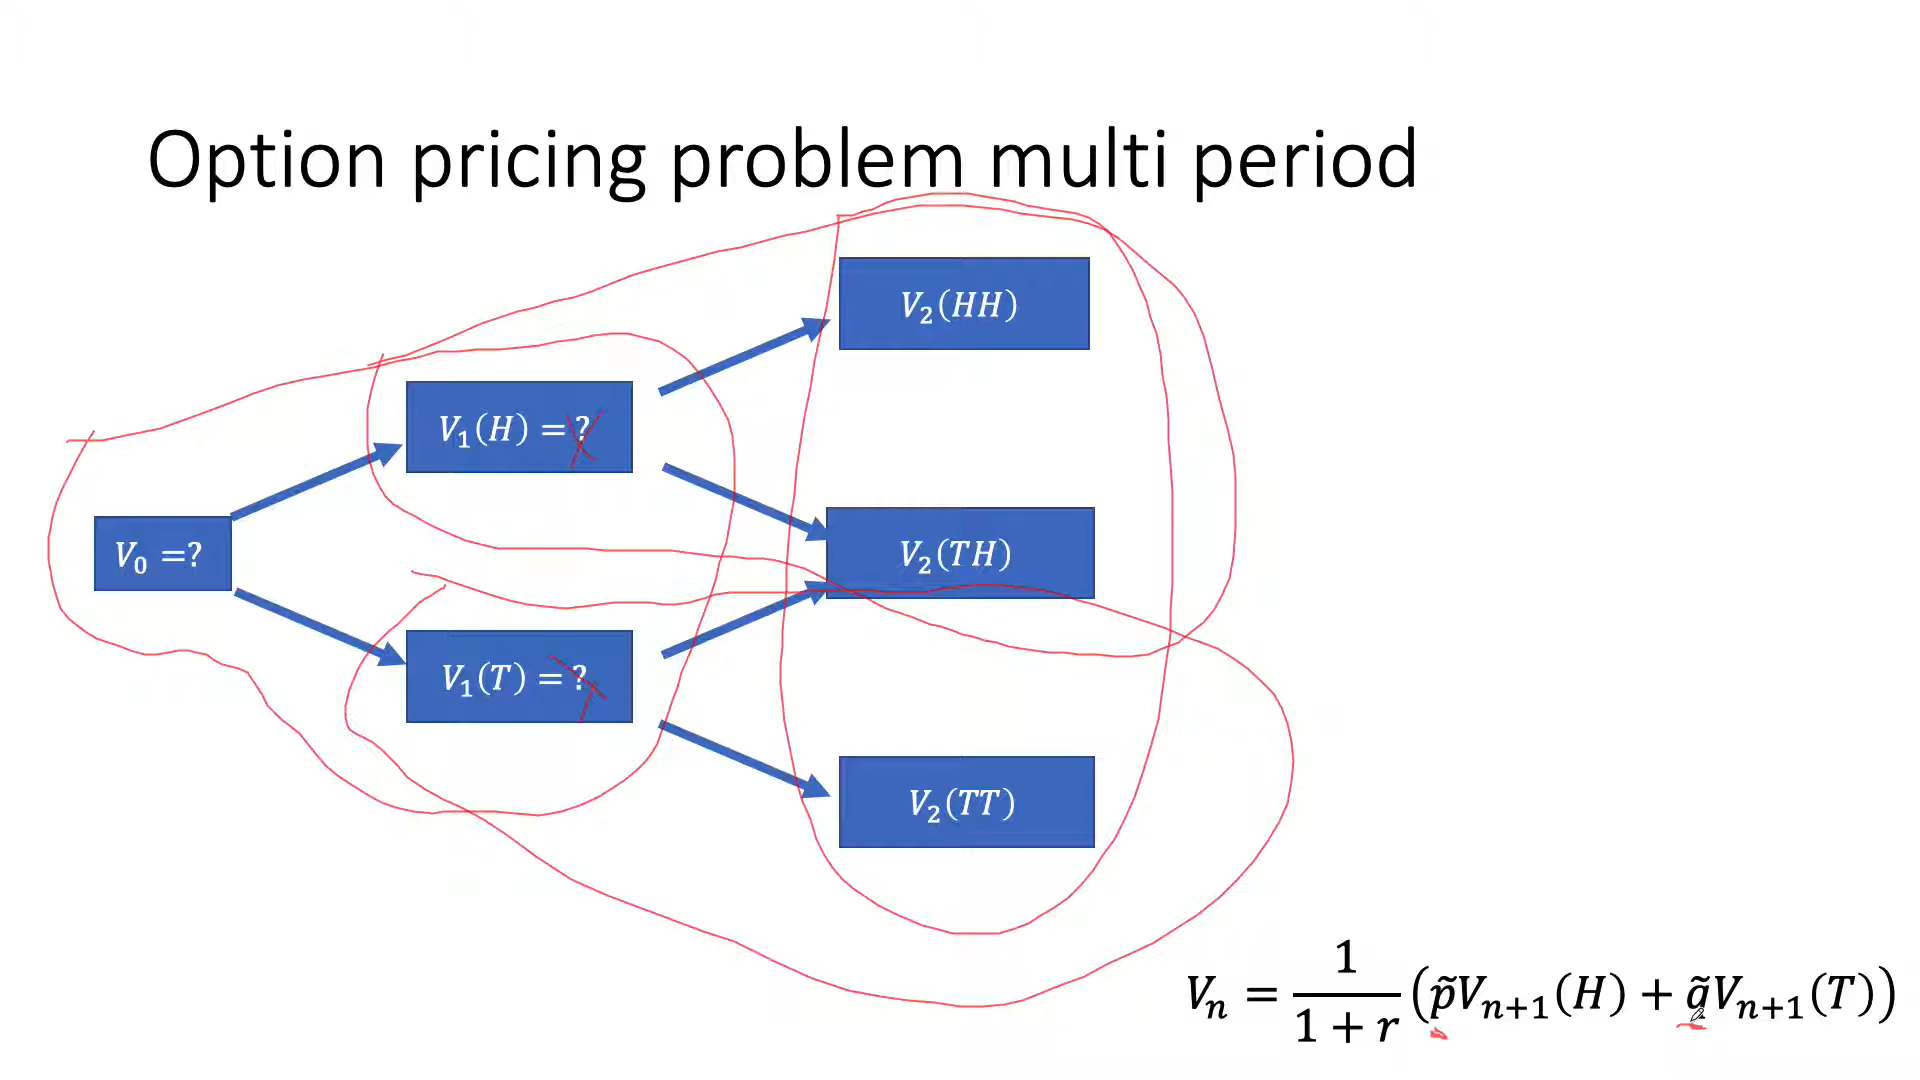 Option pricing problem multi period
V₂(HH)
V₁(H) = ?
V₀ =?
V₂(TH)
V₁(T) = ?
V₂(TT)
Vₙ = 1/(1 + r) (p̃Vₙ₊₁(H) + q̃Vₙ₊₁(T))